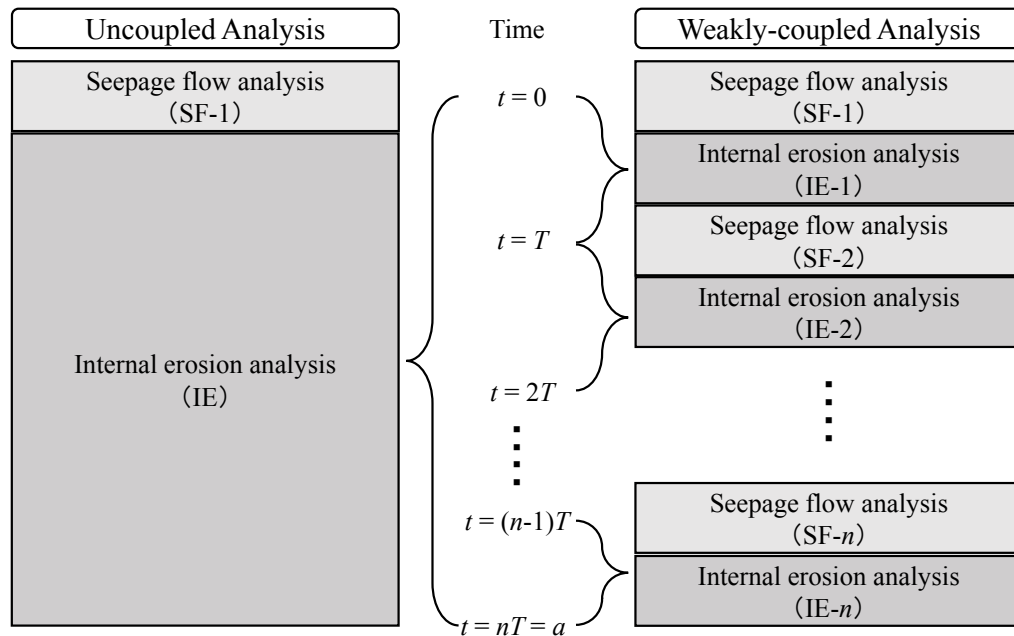 Uncoupled Analysis
Seepage flow analysis
（SF-1）
Internal erosion analysis
（IE）
Time
t = 0
t = T
t = 2T
t = (n-1)T
t = nT = a
Weakly-coupled Analysis
Seepage flow analysis
（SF-1）
Internal erosion analysis
（IE-1）
Seepage flow analysis
（SF-2）
Internal erosion analysis
（IE-2）
Seepage flow analysis
（SF-n）
Internal erosion analysis
（IE-n）